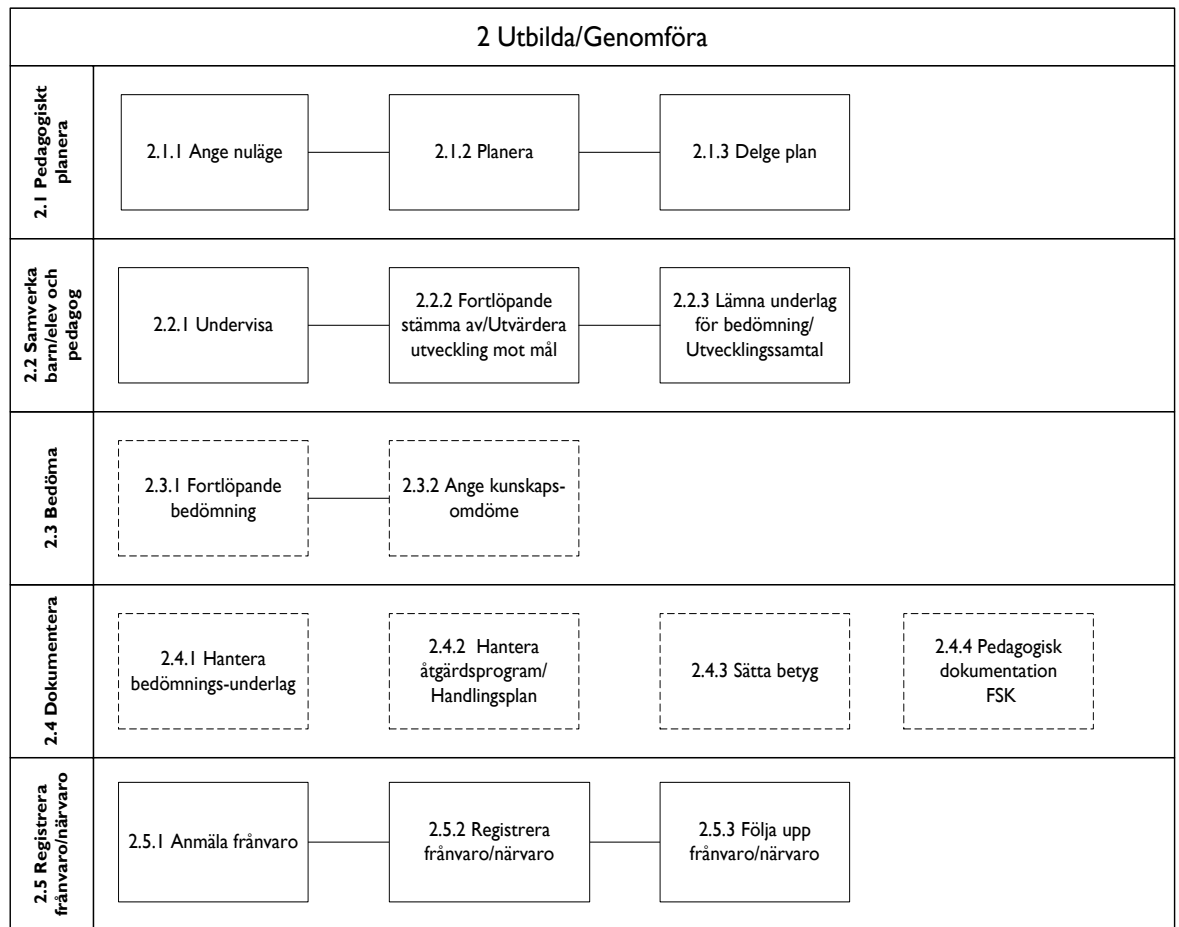 2 Utbilda/Genomföra
2.1 Pedagogiskt
planera
2.1.1 Ange nuläge
2.1.2 Planera
2.1.3 Delge plan
2.2 Samverka
barn/elev och
pedagog
2.2.1 Undervisa
2.2.2 Fortlöpande
stämma av/Utvärdera
utveckling mot mål
2.2.3 Lämna underlag
för bedömning/
Utvecklingssamtal
2.3 Bedöma
2.3.1 Fortlöpande
bedömning
2.3.2 Ange kunskaps-
omdöme
2.4 Dokumentera
2.4.1 Hantera
bedömnings-underlag
2.4.2 Hantera
åtgärdsprogram/
Handlingsplan
2.4.3 Sätta betyg
2.4.4 Pedagogisk
dokumentation
FSK
2.5 Registrera
frånvaro/närvaro
2.5.1 Anmäla frånvaro
2.5.2 Registrera
frånvaro/närvaro
2.5.3 Följa upp
frånvaro/närvaro